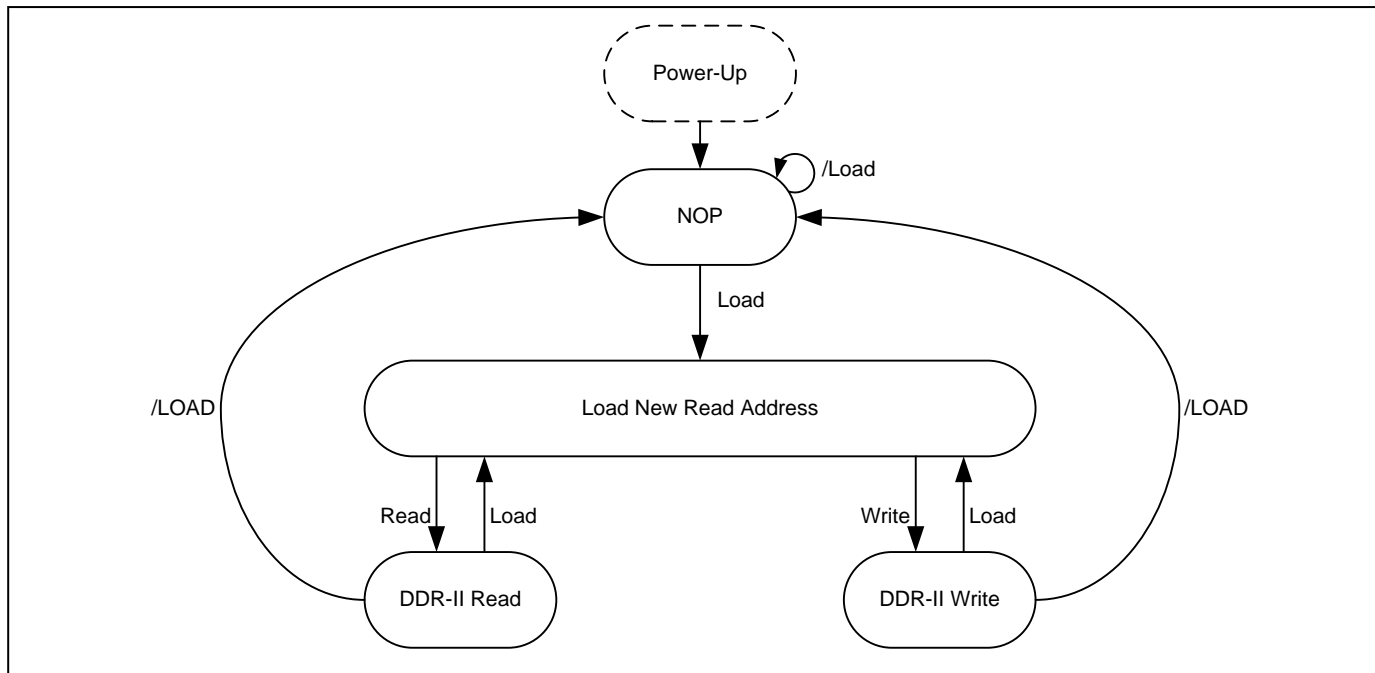 Power-Up
/Load
NOP
Load
Load New Read Address
/LOAD
/LOAD
Read
Load
Write
Load
DDR-II Read
DDR-II Write